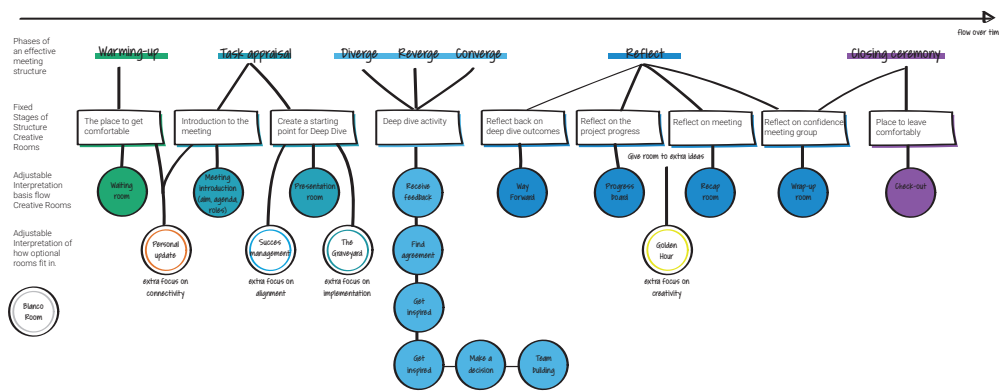 flow over tim
Phases of
an effective
meeting
structure
Warming-up
Task appraisal
Diverge
Reverge
Converge
Reflect
Closing ceremony
Fixed
Stages of
Structure
Creative
Rooms
The place to get
comfortable
Introduction to the
meeting
Create a starting
point for Deep Dive
Deep dive activity
Reflect back on
deep dive outcomes
Reflect on the
project progress
Reflect on meeting
Reflect on confidence
meeting group
Place to leave
comfortably
Give room to extra ideas
Adjustable
Interpretation
basis flow
Creative Rooms
Waiting
room
Meeting
introduction
(aim, agenda,
roles)
Presentation
room
Receive
feedback
Way
Forward
Progress
board
Recap
room
Wrap-up
room
Check-out
Adjustable
Interpretation of
how optional
rooms fit in.
Personal
update
extra focus on
connectivity
Succes
management
extra focus on
alignment
The
Graveyard
extra focus on
implementation
Find
agreement
Golden
Hour
extra focus on
creativity
Blanco
Room
Get
inspired
Get
inspired
Make a
decision
Team
building